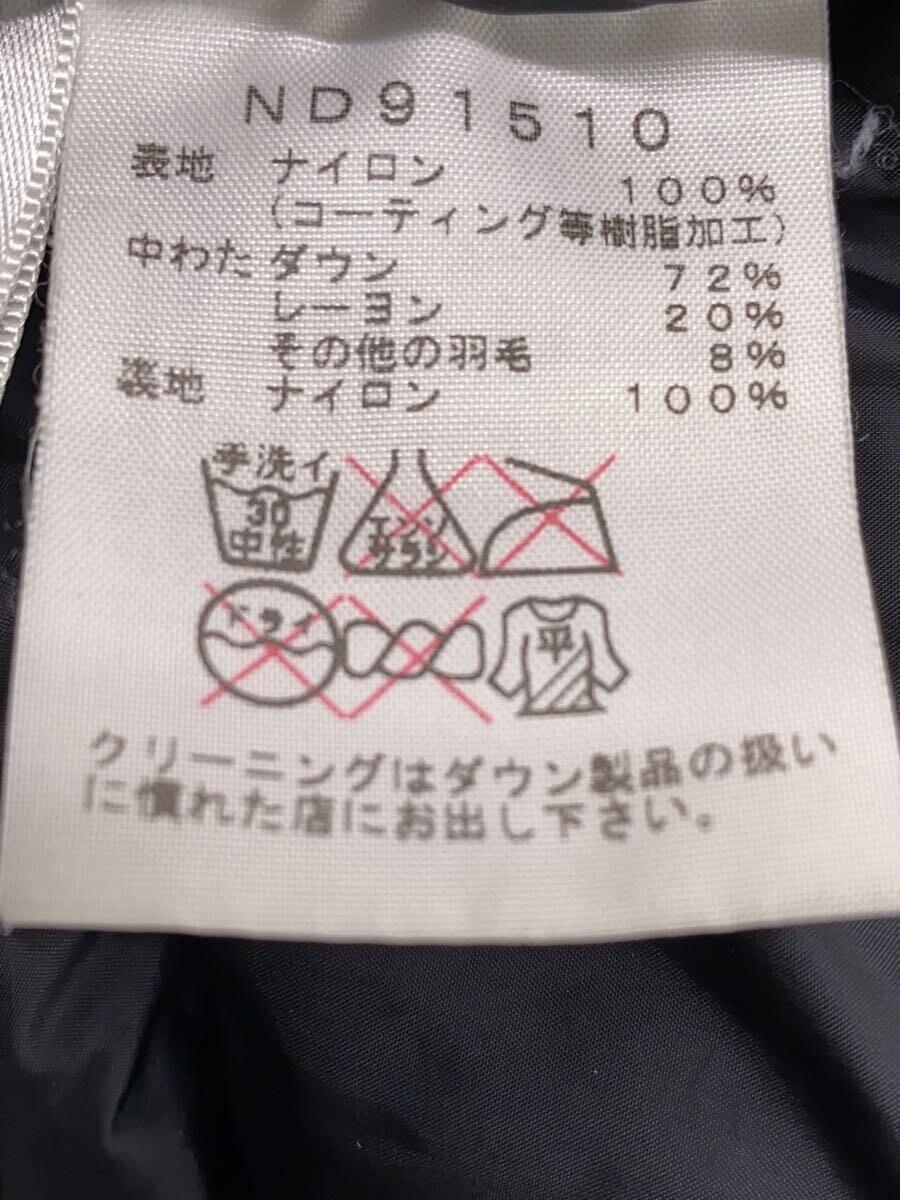 ND91510
表地 ナイロン 100%
(コーティング等樹脂加工)
中わた ダウン 72%
レーヨン 20%
その他の羽毛 8%
裏地 ナイロン 100%
手洗イ
30
中性
エンソ
サラシ
ドライ
平
クリーニングはダウン製品の扱い
に慣れた店にお出し下さい。